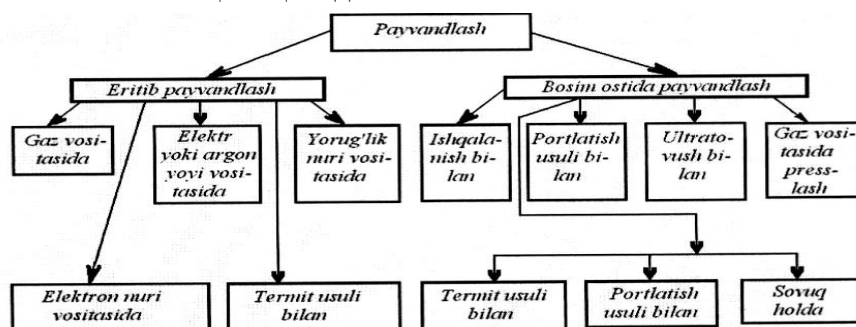 Payvandlash
Eritib payvandlash
Bosim ostida payvandlash
Gaz vosi-
tasida
Elektr
yoki argon
yoyi vosi-
tasida
Yorug'lik
nuri vosi-
tasida
Ishqala-
nish bi-
lan
Portlatish
usuli bi-
lan
Ultrato-
vush bi-
lan
Gaz vosi-
tasida
press-
lash
Elektron nuri
vositasida
Termit usuli
bilan
Termit usuli
bilan
Portlatish
usuli bilan
Sovuq
holda